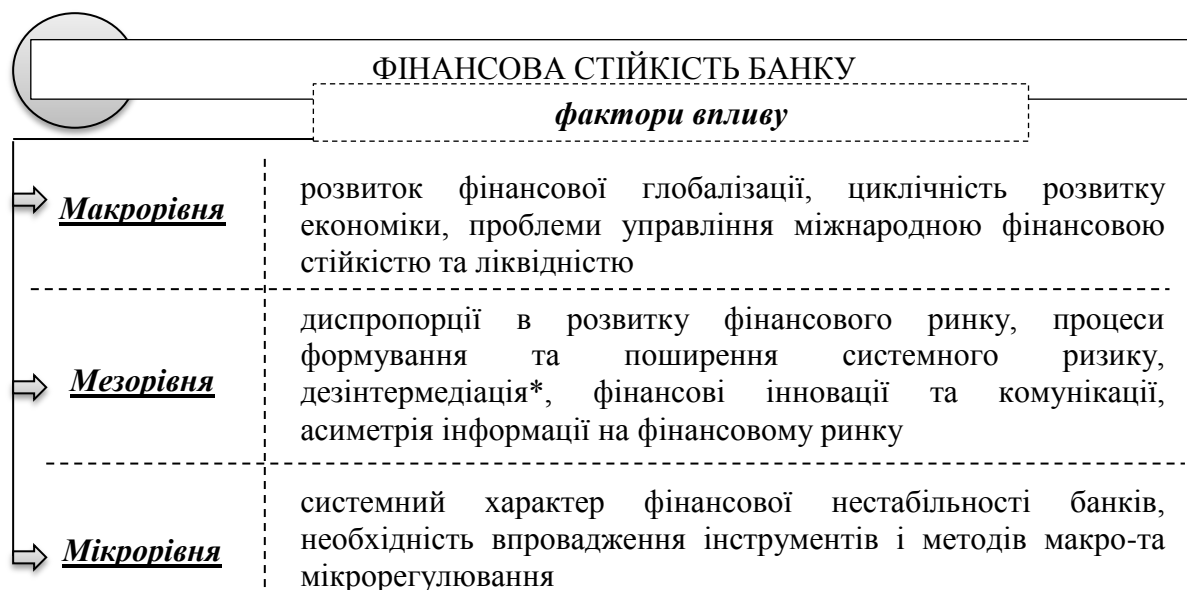 ФІНАНСОВА СТІЙКІСТЬ БАНКУ
фактори впливу
Макрорівня
розвиток фінансової глобалізації, циклічність розвитку
економіки, проблеми управління міжнародною фінансовою
стійкістю та ліквідністю
Мезорівня
диспропорції в розвитку фінансового ринку, процеси
формування та поширення системного ризику,
дезінтермедіація*, фінансові інновації та комунікації,
асиметрія інформації на фінансовому ринку
Мікрорівня
системний характер фінансової нестабільності банків,
необхідність впровадження інструментів і методів макро-та
мікрорегулювання